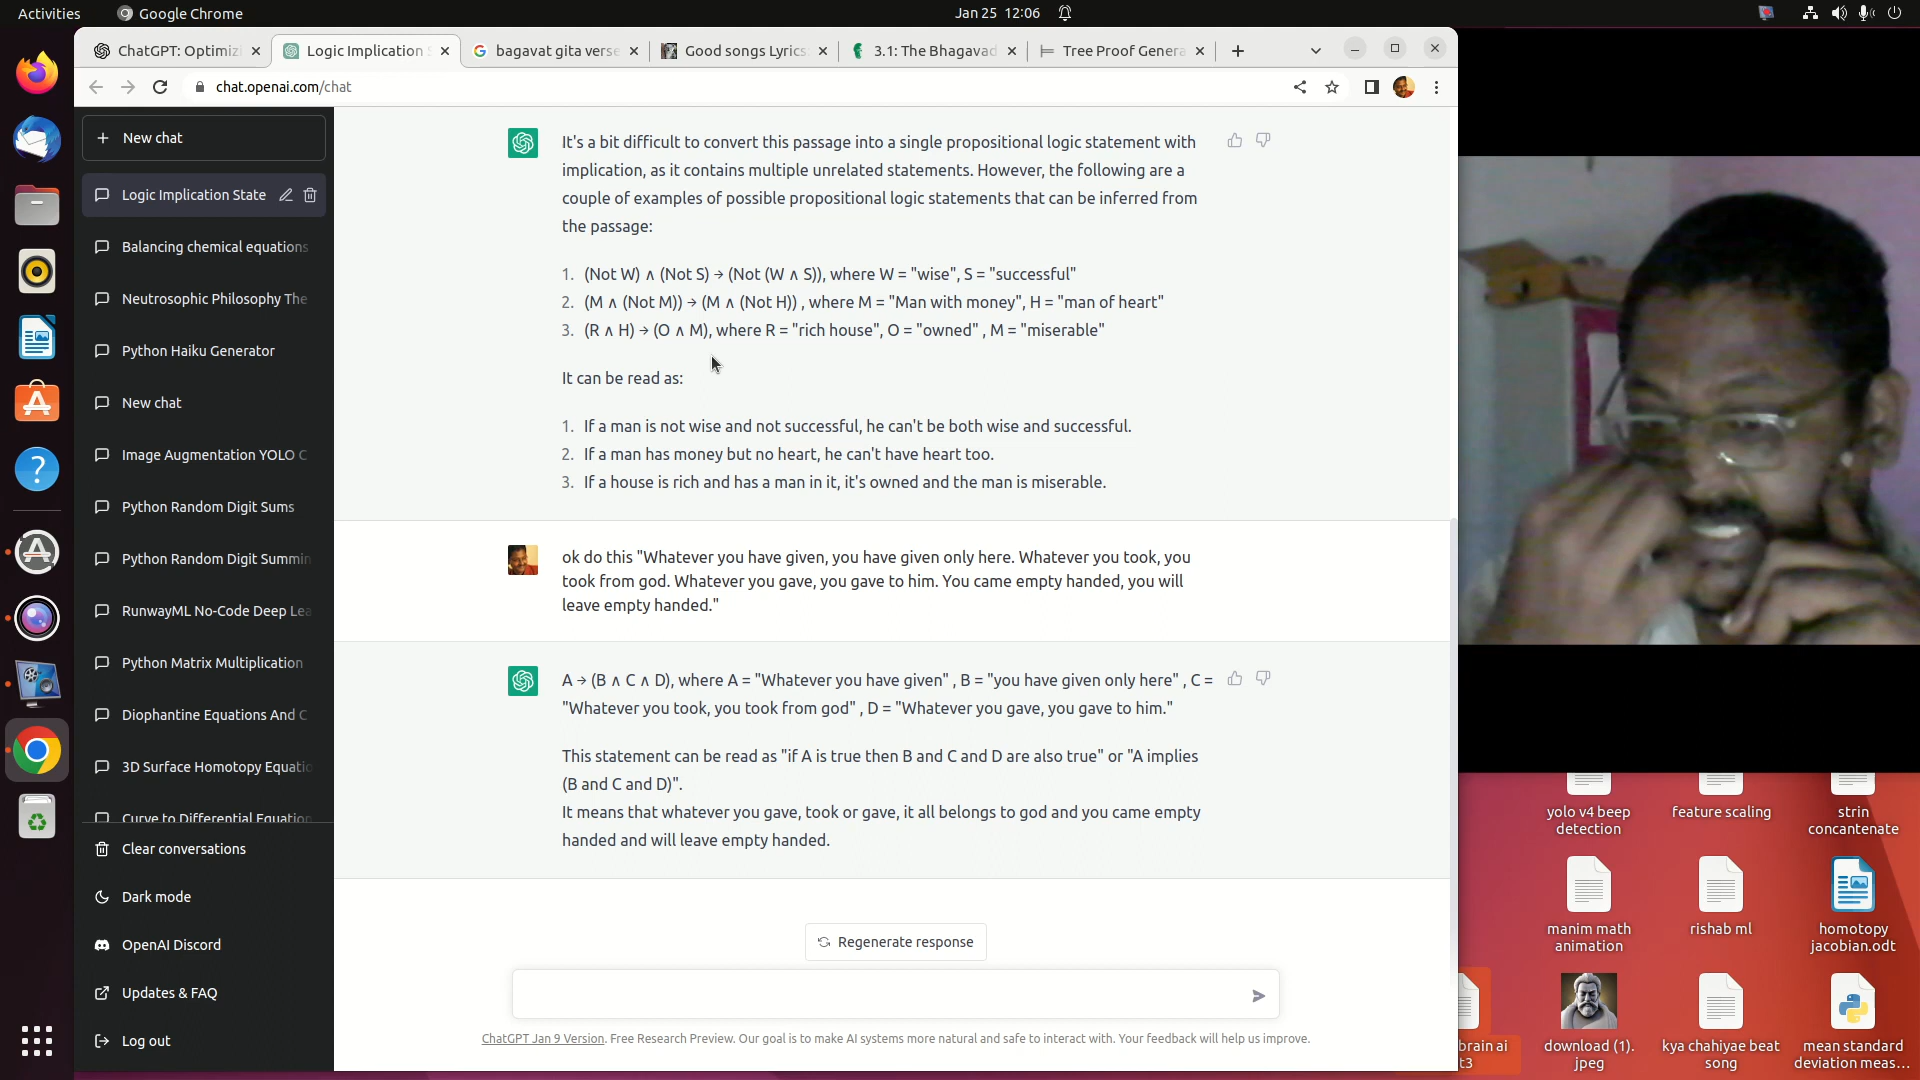 Activities
Google Chrome
Jan 25 12:06
ChatGPT: Optimizi
Logic Implication S
bagavat gita verse
Good songs Lyrics
3.1: The Bhagavad
Tree Proof Genera
chat.openai.com/chat
New chat
Logic Implication State
Balancing chemical equations
Neutrosophic Philosophy The
Python Haiku Generator
New chat
Image Augmentation YOLO C
Python Random Digit Sums
Python Random Digit Summin
RunwayML No-Code Deep Lea
Python Matrix Multiplication
Diophantine Equations And C
3D Surface Homotopy Equatio
Curve to Differential Equation
Clear conversations
Dark mode
OpenAI Discord
Updates & FAQ
Log out
It's a bit difficult to convert this passage into a single propositional logic statement with
implication, as it contains multiple unrelated statements. However, the following are a
couple of examples of possible propositional logic statements that can be inferred from
the passage:
1. (Not W) ∧ (Not S) → (Not (W ∧ S)), where W = "wise", S = "successful"
2. (M ∧ (Not M)) → (M ∧ (Not H)) , where M = "Man with money", H = "man of heart"
3. (R ∧ H) → (O ∧ M), where R = "rich house", O = "owned" , M = "miserable"
It can be read as:
1. If a man is not wise and not successful, he can't be both wise and successful.
2. If a man has money but no heart, he can't have heart too.
3. If a house is rich and has a man in it, it's owned and the man is miserable.
ok do this "Whatever you have given, you have given only here. Whatever you took, you
took from god. Whatever you gave, you gave to him. You came empty handed, you will
leave empty handed."
A → (B ∧ C ∧ D), where A = "Whatever you have given" , B = "you have given only here" , C =
"Whatever you took, you took from god" , D = "Whatever you gave, you gave to him."
This statement can be read as "if A is true then B and C and D are also true" or "A implies
(B and C and D)".
It means that whatever you gave, took or gave, it all belongs to god and you came empty
handed and will leave empty handed.
Regenerate response
ChatGPT Jan 9 Version. Free Research Preview. Our goal is to make AI systems more natural and safe to interact with. Your feedback will help us improve.
yolo v4 beep
detection
feature scaling
strin
concantenate
manim math
animation
rishab ml
homotopy
jacobian.odt
brain ai
t3
download (1).
jpeg
kya chahiyae beat
song
mean standard
deviation meas...